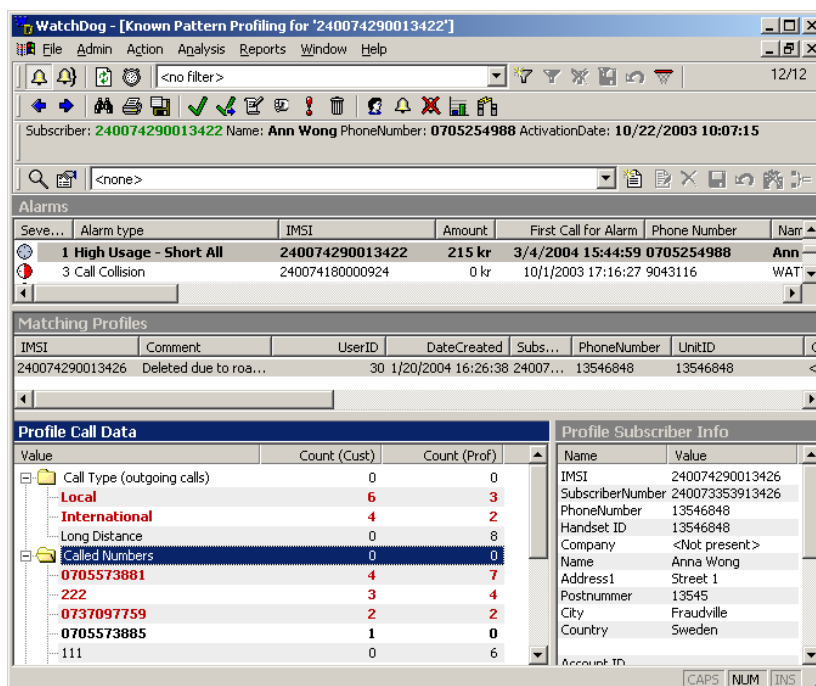 WatchDog - [Known Pattern Profiling for '240074290013422']
File Admin Action Analysis Reports Window Help
<no filter> 12/12
Subscriber: 240074290013422 Name: Ann Wong PhoneNumber: 0705254988 ActivationDate: 10/22/2003 10:07:15
<none>
Alarms
Seve... Alarm type IMSI Amount First Call for Alarm Phone Number Nam
1 High Usage - Short All 240074290013422 215 kr 3/4/2004 15:44:59 0705254988 Ann
3 Call Collision 240074180000924 0 kr 10/1/2003 17:16:27 9043116 WAT
Matching Profiles
IMSI Comment UserID DateCreated Subs... PhoneNumber UnitID
240074290013426 Deleted due to roa... 30 1/20/2004 16:26:38 24007... 13546848 13546848 <
Profile Call Data
Value Count (Cust) Count (Prof)
Call Type (outgoing calls) 0 0
Local 6 3
International 4 2
Long Distance 0 8
Called Numbers 0 0
0705573881 4 7
222 3 4
0737097759 2 2
0705573885 1 0
111 0 6
Profile Subscriber Info
Name Value
IMSI 240074290013426
SubscriberNumber 240073353913426
PhoneNumber 13546848
Handset ID 13546848
Company <Not present>
Name Anna Wong
Address1 Street 1
Postnummer 13545
City Fraudville
Country Sweden
Account ID
CAPS NUM INS